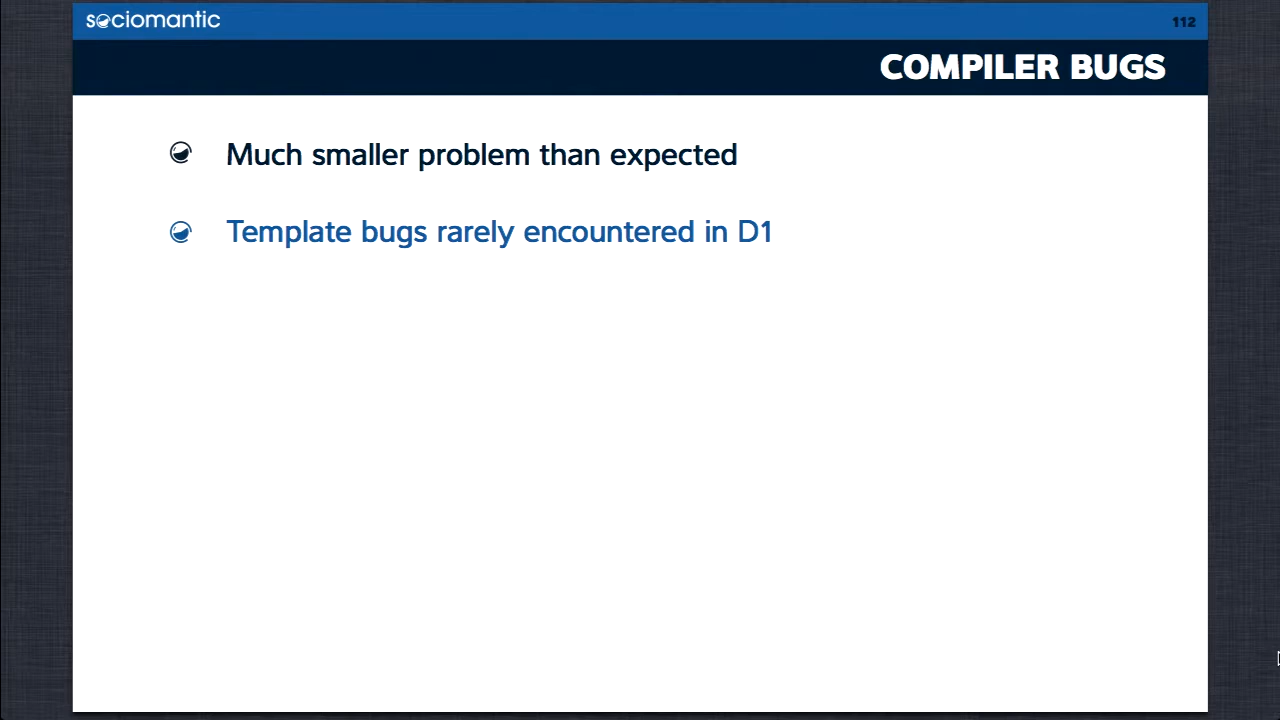 sociomantic
112
COMPILER BUGS
Much smaller problem than expected
Template bugs rarely encountered in D1